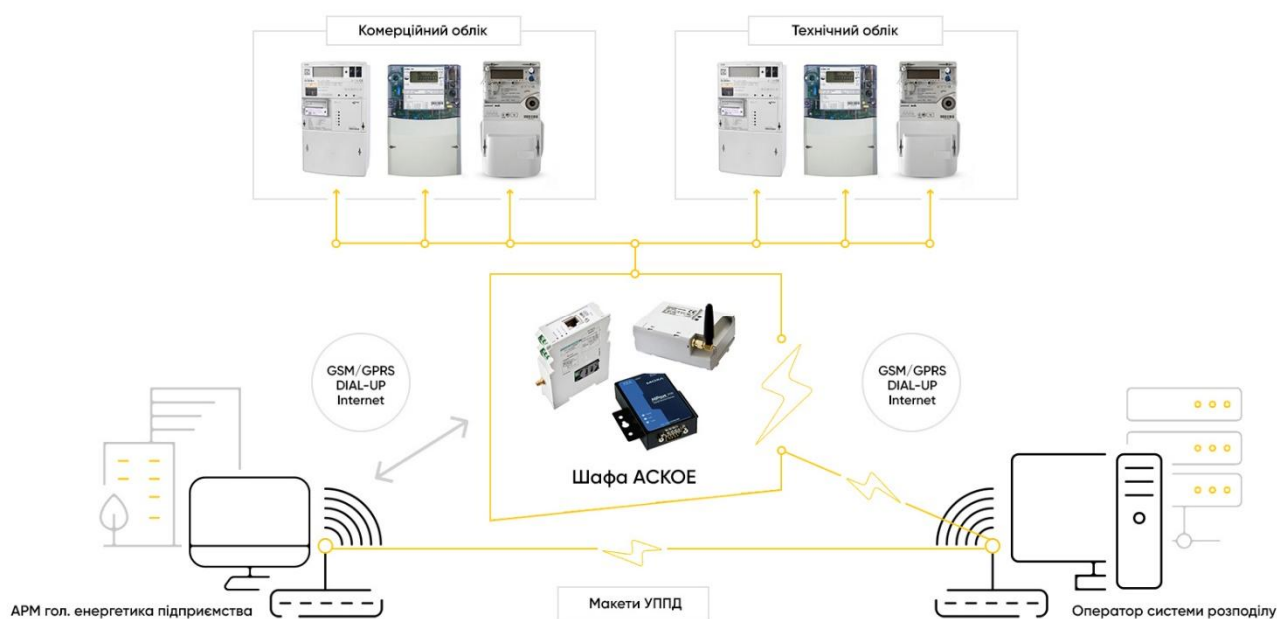 Комерційний облік
Технічний облік
GSM/GPRS
DIAL-UP
Internet
GSM/GPRS
DIAL-UP
Internet
Шафа АСКОЕ
АРМ гол. енергетика підприємства
Макети УППД
Оператор системи розподілу